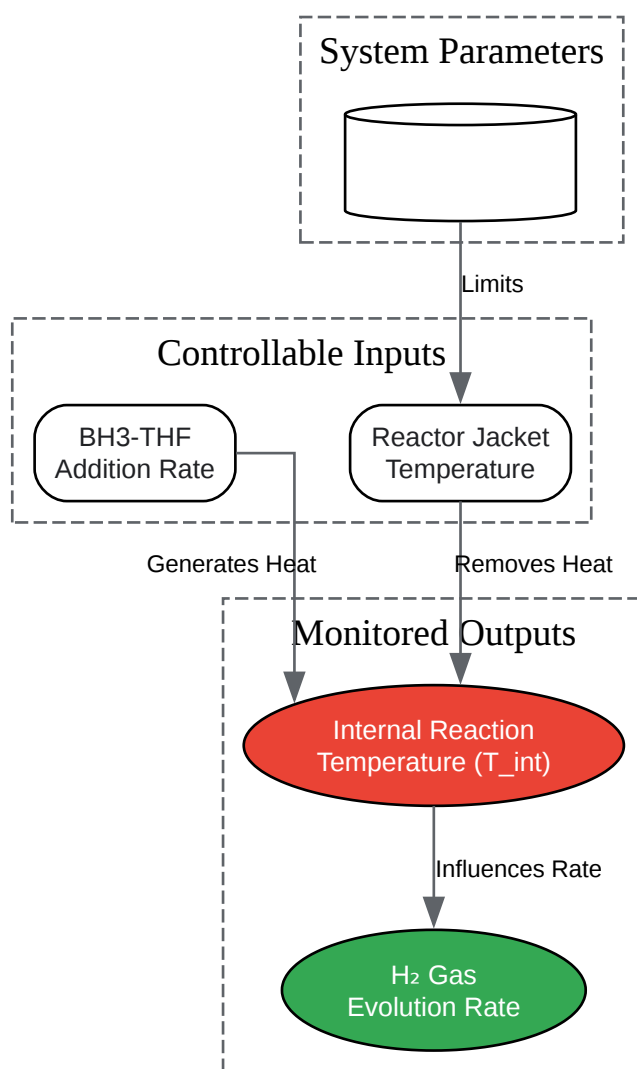 System Parameters
Limits
Controllable Inputs
BH3-THF
Addition Rate
Reactor Jacket
Temperature
Generates Heat
Removes Heat
Monitored Outputs
Internal Reaction
Temperature (T_int)
Influences Rate
H₂ Gas
Evolution Rate